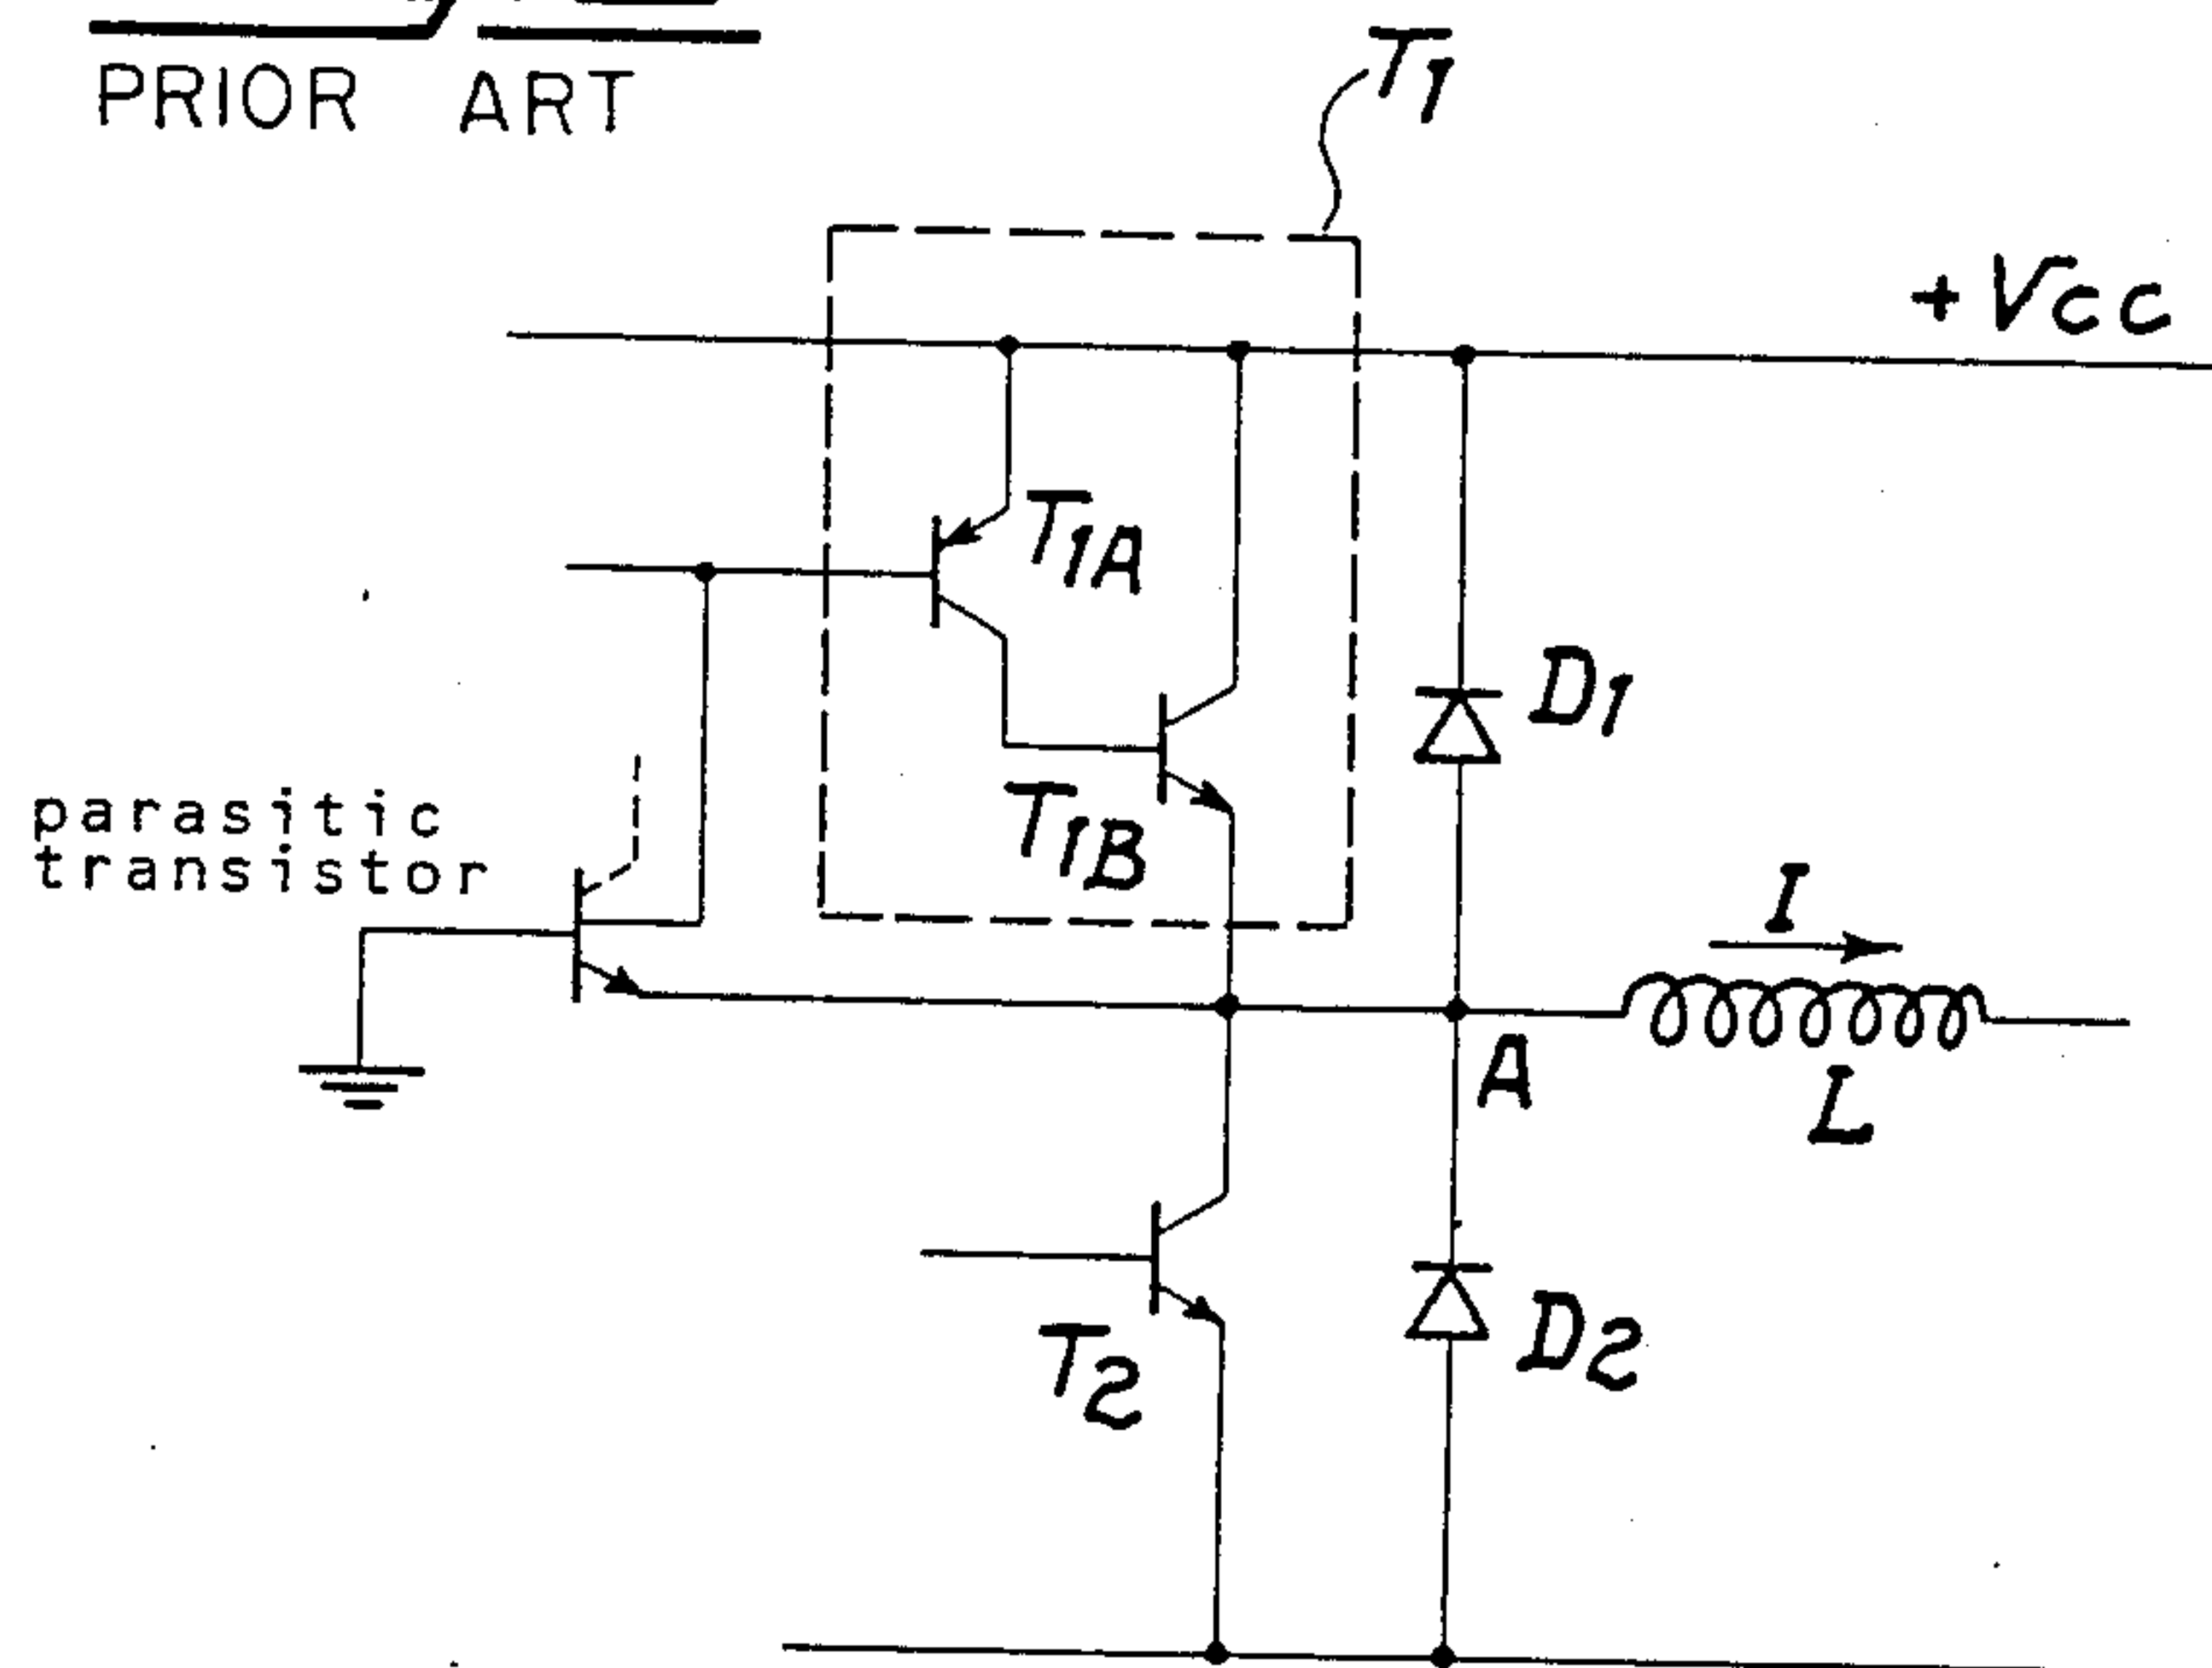 PRIOR ART
T1
+ Vcc
T1A
D1
T1B
parasitic
transistor
I
A
L
T2
D2